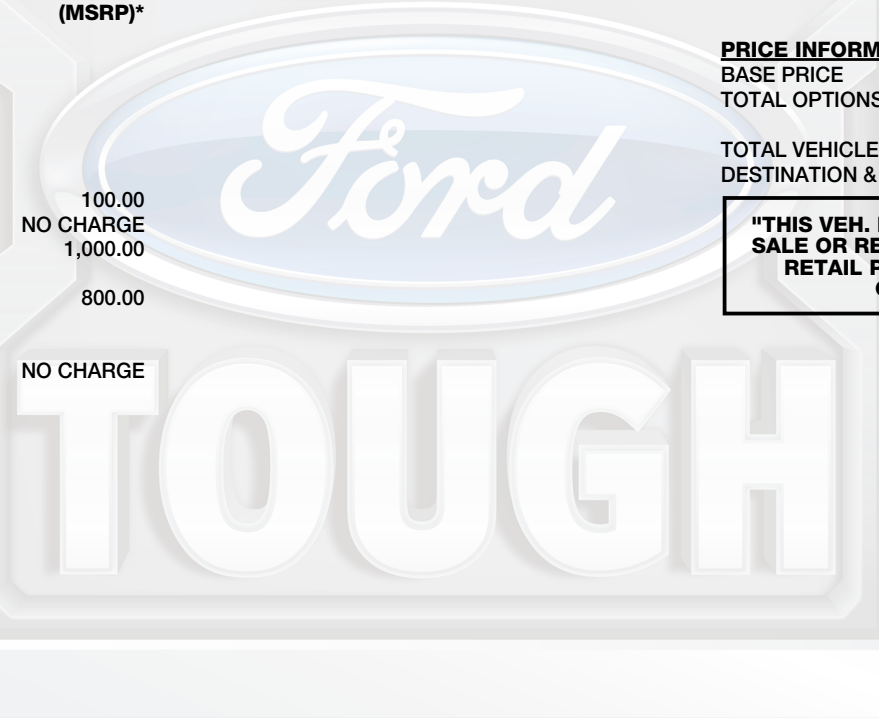 (MSRP)*
100.00
NO CHARGE
1,000.00
800.00
NO CHARGE
PRICE INFORM
BASE PRICE
TOTAL OPTIONS
TOTAL VEHICLE
DESTINATION &
"THIS VEH.
SALE OR RE
RETAIL P
Ford
TOUGH